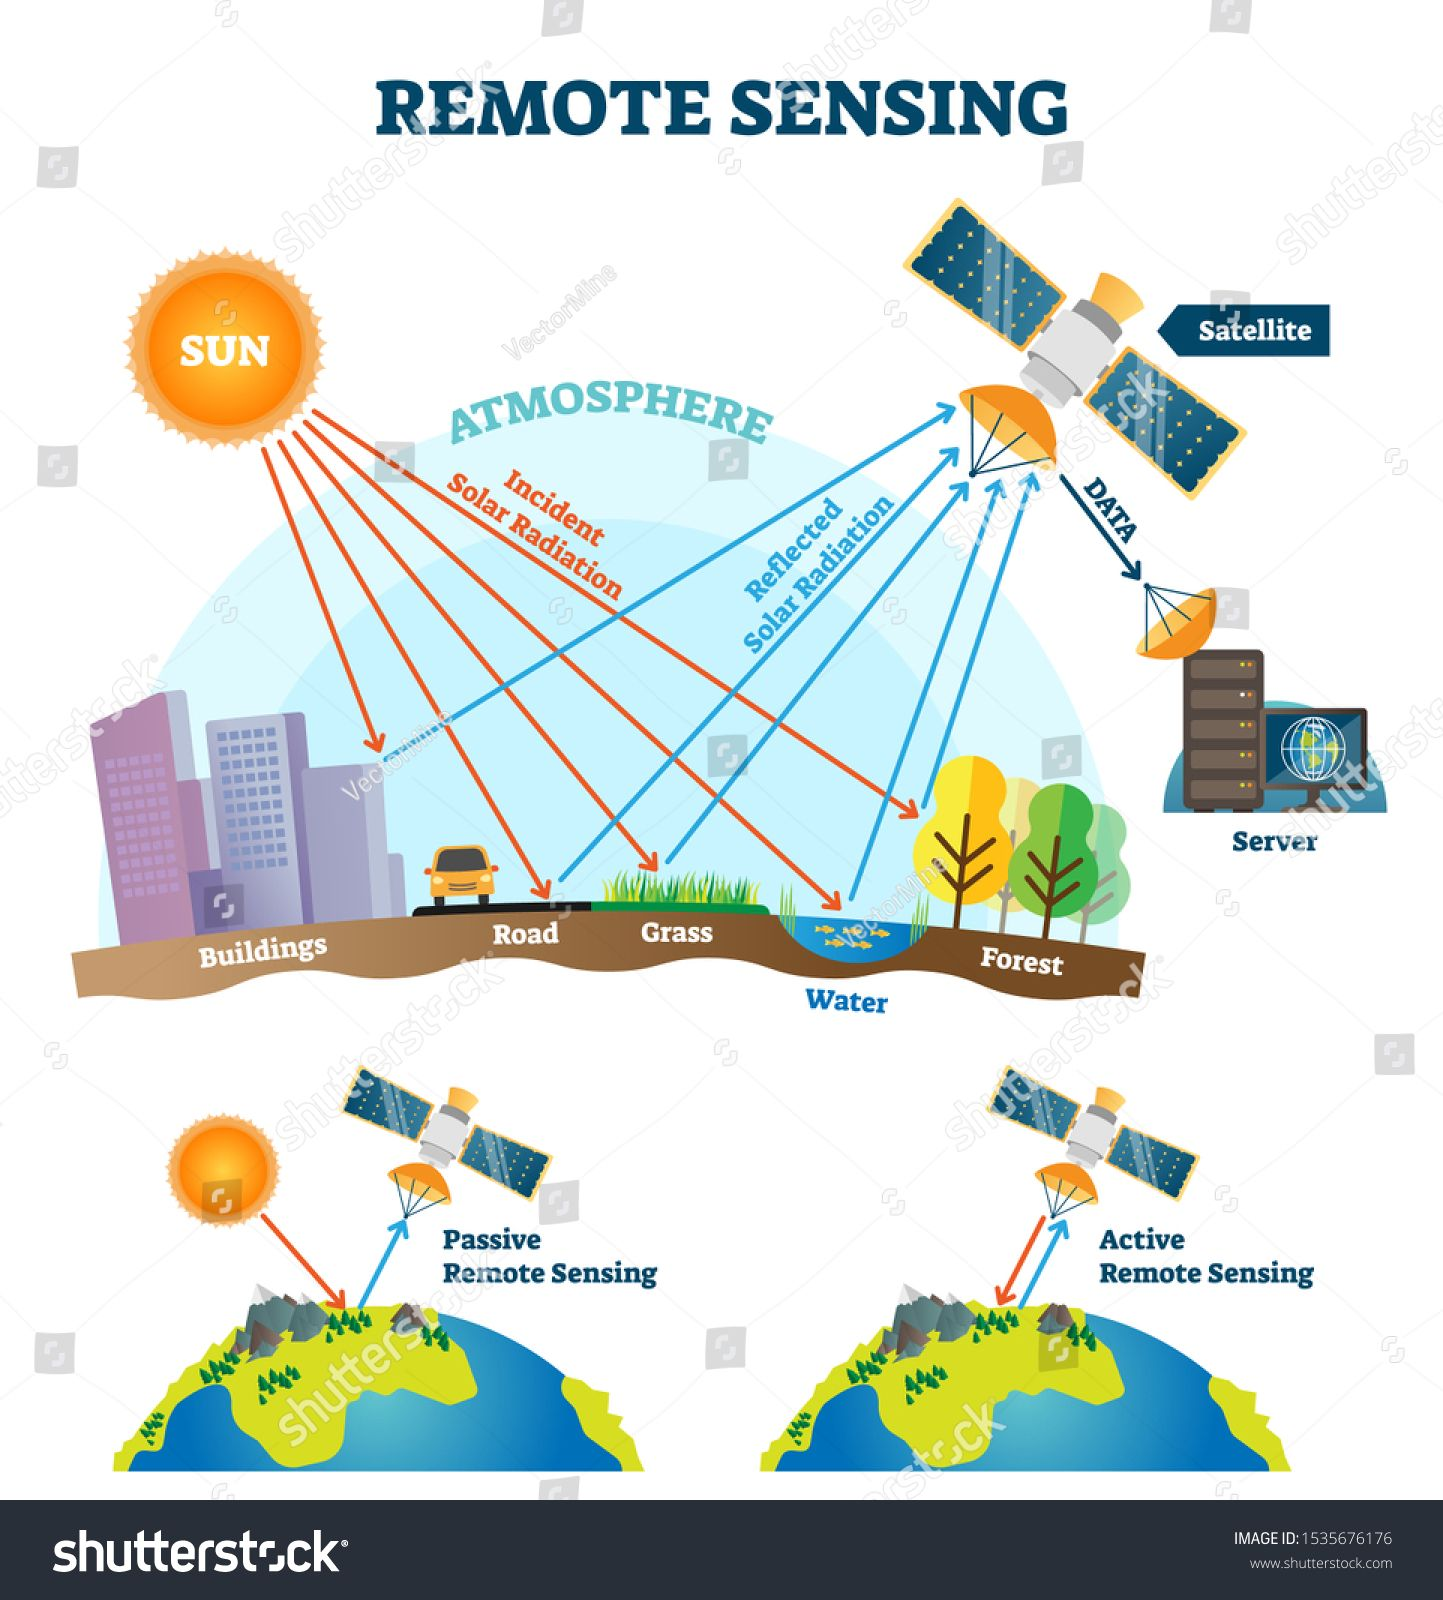 REMOTE SENSING
SUN
ATMOSPHERE
Satellite
Incident
Solar Radiation
Reflected
Solar Radiation
DATA
Server
Buildings
Road
Grass
Water
Forest
Passive
Remote Sensing
Active
Remote Sensing
shutterstock
VectorMine
IMAGE ID: 1535676176
www.shutterstock.com